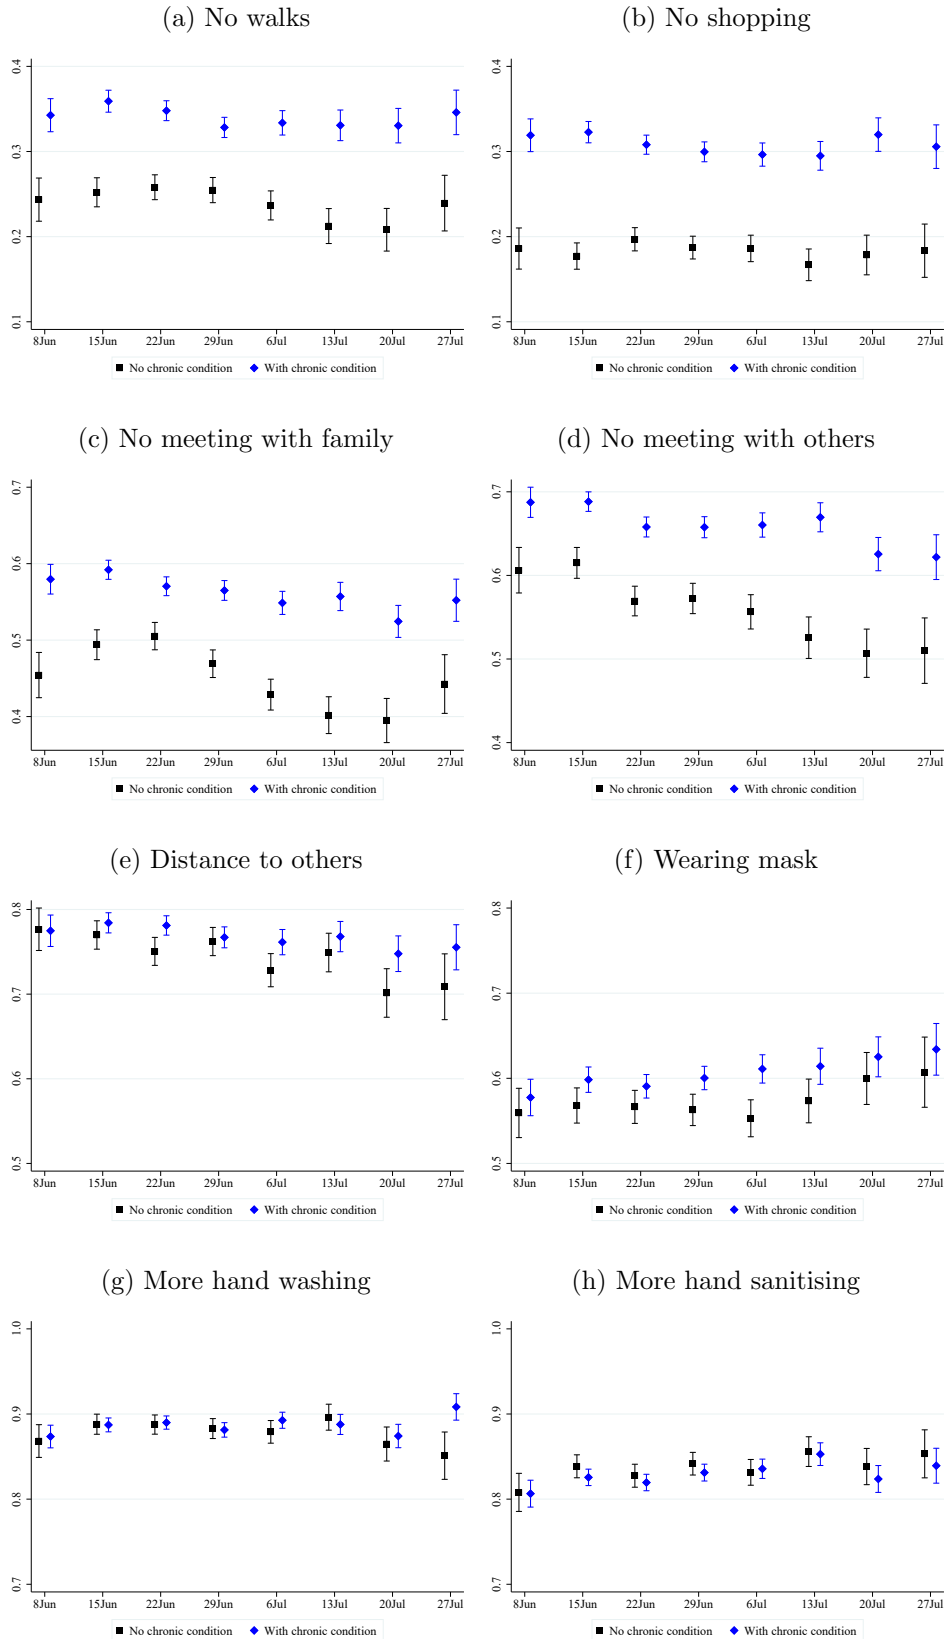 (a) No walks
0.4
0.3
0.2
0.1
8Jun 15Jun 22Jun 29Jun 6Jul 13Jul 20Jul 27Jul
No chronic condition With chronic condition
(b) No shopping
0.4
0.3
0.2
0.1
8Jun 15Jun 22Jun 29Jun 6Jul 13Jul 20Jul 27Jul
No chronic condition With chronic condition
(c) No meeting with family
0.7
0.6
0.5
0.4
8Jun 15Jun 22Jun 29Jun 6Jul 13Jul 20Jul 27Jul
No chronic condition With chronic condition
(d) No meeting with others
0.7
0.6
0.5
0.4
8Jun 15Jun 22Jun 29Jun 6Jul 13Jul 20Jul 27Jul
No chronic condition With chronic condition
(e) Distance to others
0.8
0.7
0.6
0.5
8Jun 15Jun 22Jun 29Jun 6Jul 13Jul 20Jul 27Jul
No chronic condition With chronic condition
(f) Wearing mask
0.8
0.7
0.6
0.5
8Jun 15Jun 22Jun 29Jun 6Jul 13Jul 20Jul 27Jul
No chronic condition With chronic condition
(g) More hand washing
1.0
0.9
0.8
0.7
8Jun 15Jun 22Jun 29Jun 6Jul 13Jul 20Jul 27Jul
No chronic condition With chronic condition
(h) More hand sanitising
1.0
0.9
0.8
0.7
8Jun 15Jun 22Jun 29Jun 6Jul 13Jul 20Jul 27Jul
No chronic condition With chronic condition